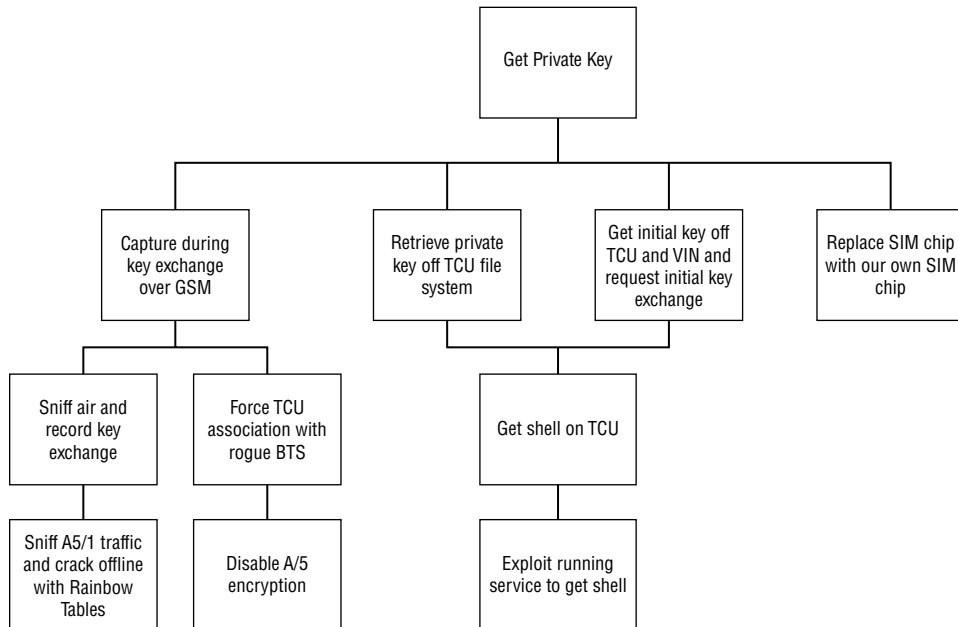 Get Private Key
Capture during
key exchange
over GSM
Retrieve private
key off TCU file
system
Get initial key off
TCU and VIN and
request initial key
exchange
Replace SIM chip
with our own SIM
chip
Sniff air and
record key
exchange
Force TCU
association with
rogue BTS
Get shell on TCU
Sniff A5/1 traffic
and crack offline
with Rainbow
Tables
Disable A/5
encryption
Exploit running
service to get shell